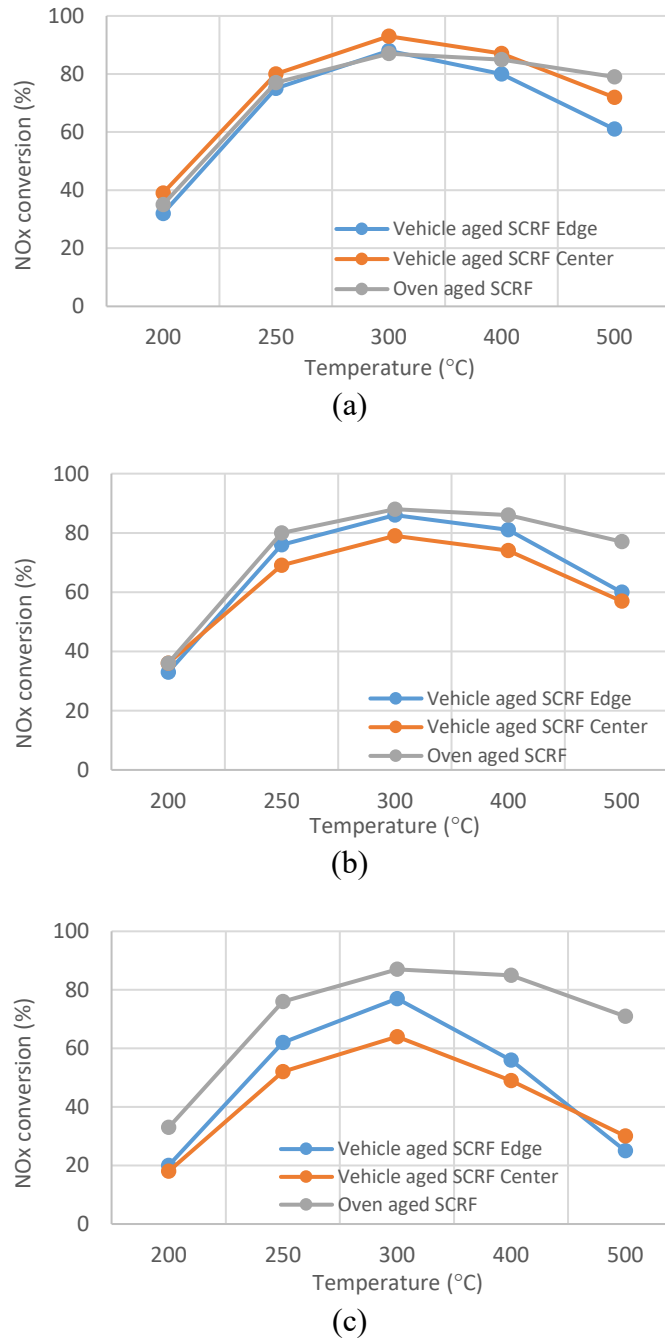 100
80
60
40
20
0
NOx conversion (%)
Vehicle aged SCRF Edge
Vehicle aged SCRF Center
Oven aged SCRF
200 250 300 400 500
Temperature (°C)
(a)
100
80
60
40
20
0
NOx conversion (%)
Vehicle aged SCRF Edge
Vehicle aged SCRF Center
Oven aged SCRF
200 250 300 400 500
Temperature (°C)
(b)
100
80
60
40
20
0
NOx conversion (%)
Vehicle aged SCRF Edge
Vehicle aged SCRF Center
Oven aged SCRF
200 250 300 400 500
Temperature (°C)
(c)